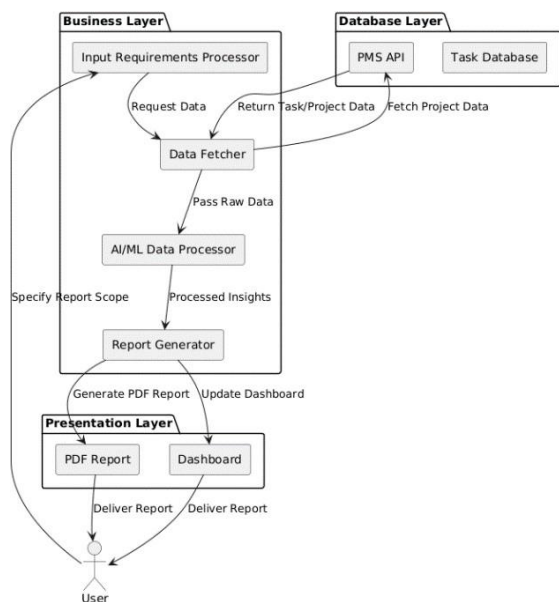 Business Layer
Database Layer
Input Requirements Processor
PMS API
Task Database
Request Data
Return Task/Project Data
Fetch Project Data
Data Fetcher
Pass Raw Data
AI/ML Data Processor
Specify Report Scope
Processed Insights
Report Generator
Generate PDF Report
Update Dashboard
Presentation Layer
PDF Report
Dashboard
Deliver Report
Deliver Report
User